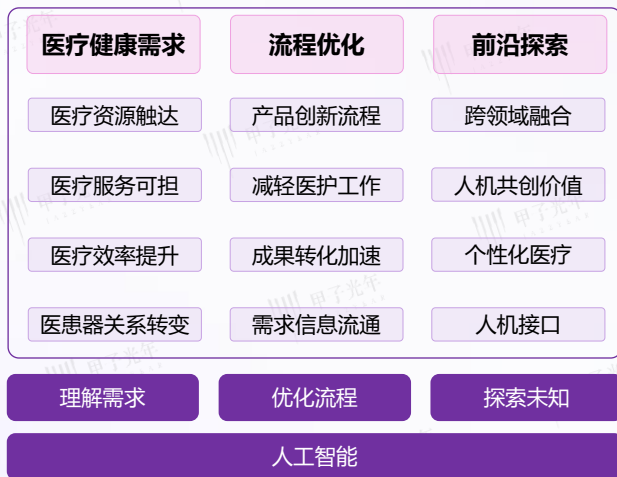 医疗健康需求 流程优化 前沿探索
医疗资源触达 产品创新流程 跨领域融合
医疗服务可担 减轻医护工作 人机共创价值
医疗效率提升 成果转化加速 个性化医疗
医患器关系转变 需求信息流通 人机接口
理解需求 优化流程 探索未知
人工智能
甲子光年